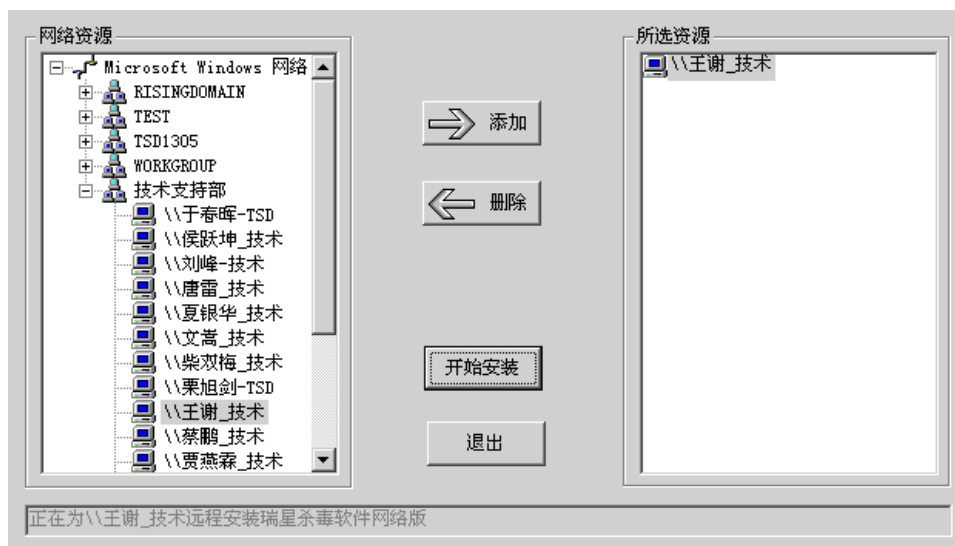 网络资源
Microsoft Windows 网络
RISINGDOMAIN
TEST
TSD1305
WORKGROUP
技术支持部
\\于春晖-TSD
\\侯跃坤_技术
\\刘峰-技术
\\唐雷_技术
\\夏银华_技术
\\文嵩_技术
\\柴双梅_技术
\\栗旭剑-TSD
\\王谢_技术
\\蔡鹏_技术
\\贾燕霖_技术
添加
删除
开始安装
退出
所选资源
\\王谢_技术
正在为\\王谢_技术远程安装瑞星杀毒软件网络版